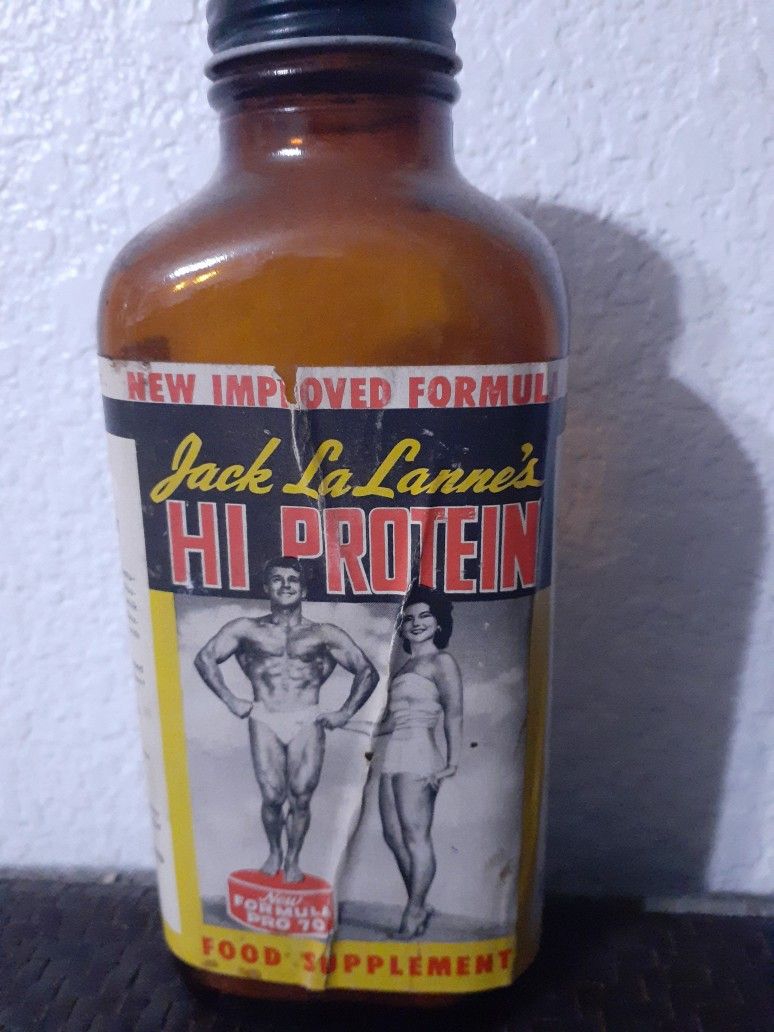 NEW IMPROVED FORMUL
Jack LaLanne's
HI PROTEIN
New
FORMULA
PRO 70
FOOD SUPPLEMENT